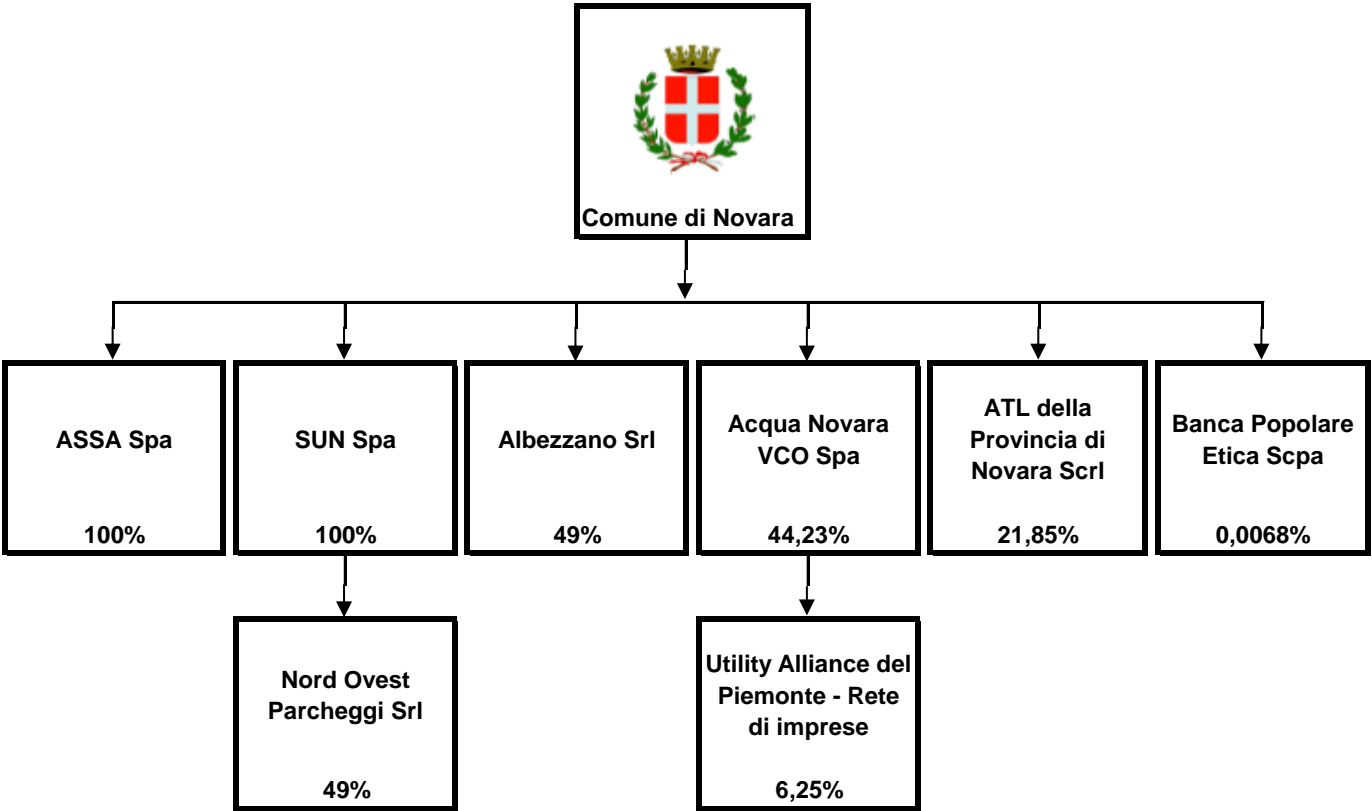 Comune di Novara
ASSA Spa
100%
SUN Spa
100%
Albezzano Srl
49%
Acqua Novara
VCO Spa
44,23%
ATL della
Provincia di
Novara Scrl
21,85%
Banca Popolare
Etica Scpa
0,0068%
Nord Ovest
Parcheggi Srl
49%
Utility Alliance del
Piemonte - Rete
di imprese
6,25%